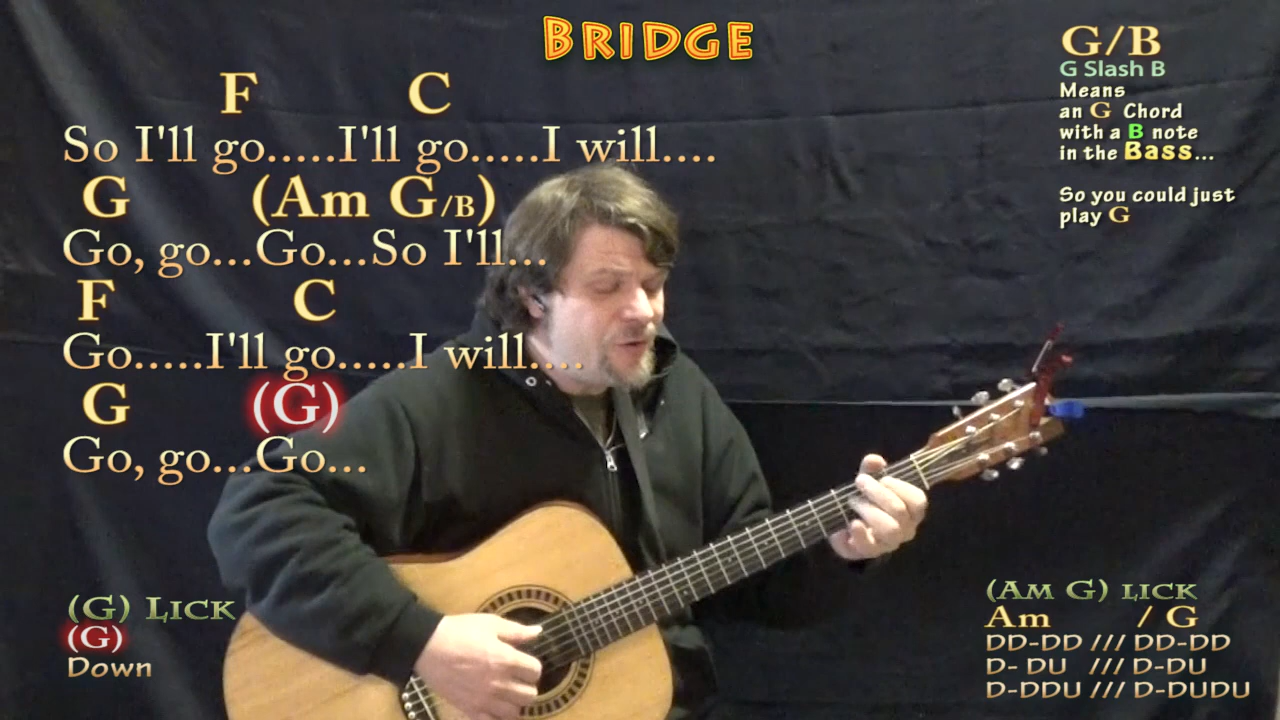 BRIDGE
F C
So I'll go.....I'll go.....I will....
G (Am G/B)
Go, go...Go...So I'll...
F C
Go.....I'll go.....I will....
G (G)
Go, go...Go...
G/B
G Slash B
Means
an G Chord
with a B note
in the Bass...
So you could just
play G
(G) LICK
(G)
Down
(AM G) LICK
Am / G
DD-DD /// DD-DD
D- DU /// D-DU
D-DDU /// D-DUDU